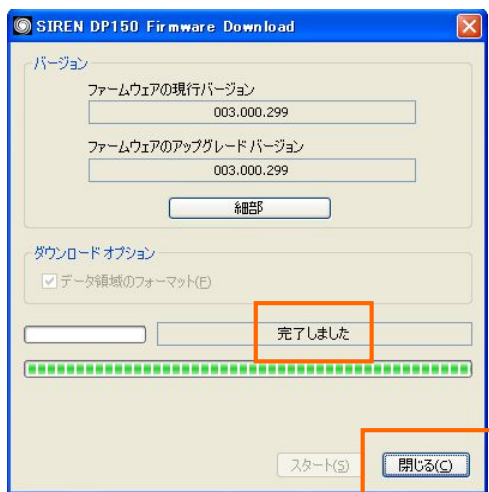 SIREN DP150 Firmware Download
バージョン
ファームウェアの現行バージョン
003.000.299
ファームウェアのアップグレード バージョン
003.000.299
細部
ダウンロード オプション
データ領域のフォーマット(F)
完了しました
スタート(S)
閉じる(C)